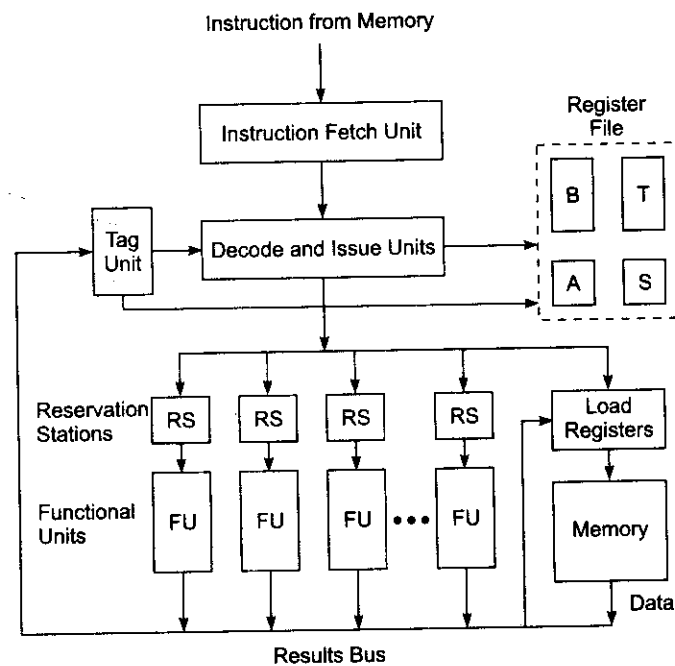 Instruction from Memory
Instruction Fetch Unit
Register
File
B
T
Tag
Unit
Decode and Issue Units
A
S
Reservation
Stations
RS
RS
RS
RS
Load
Registers
Functional
Units
FU
FU
FU
FU
Memory
Data
Results Bus